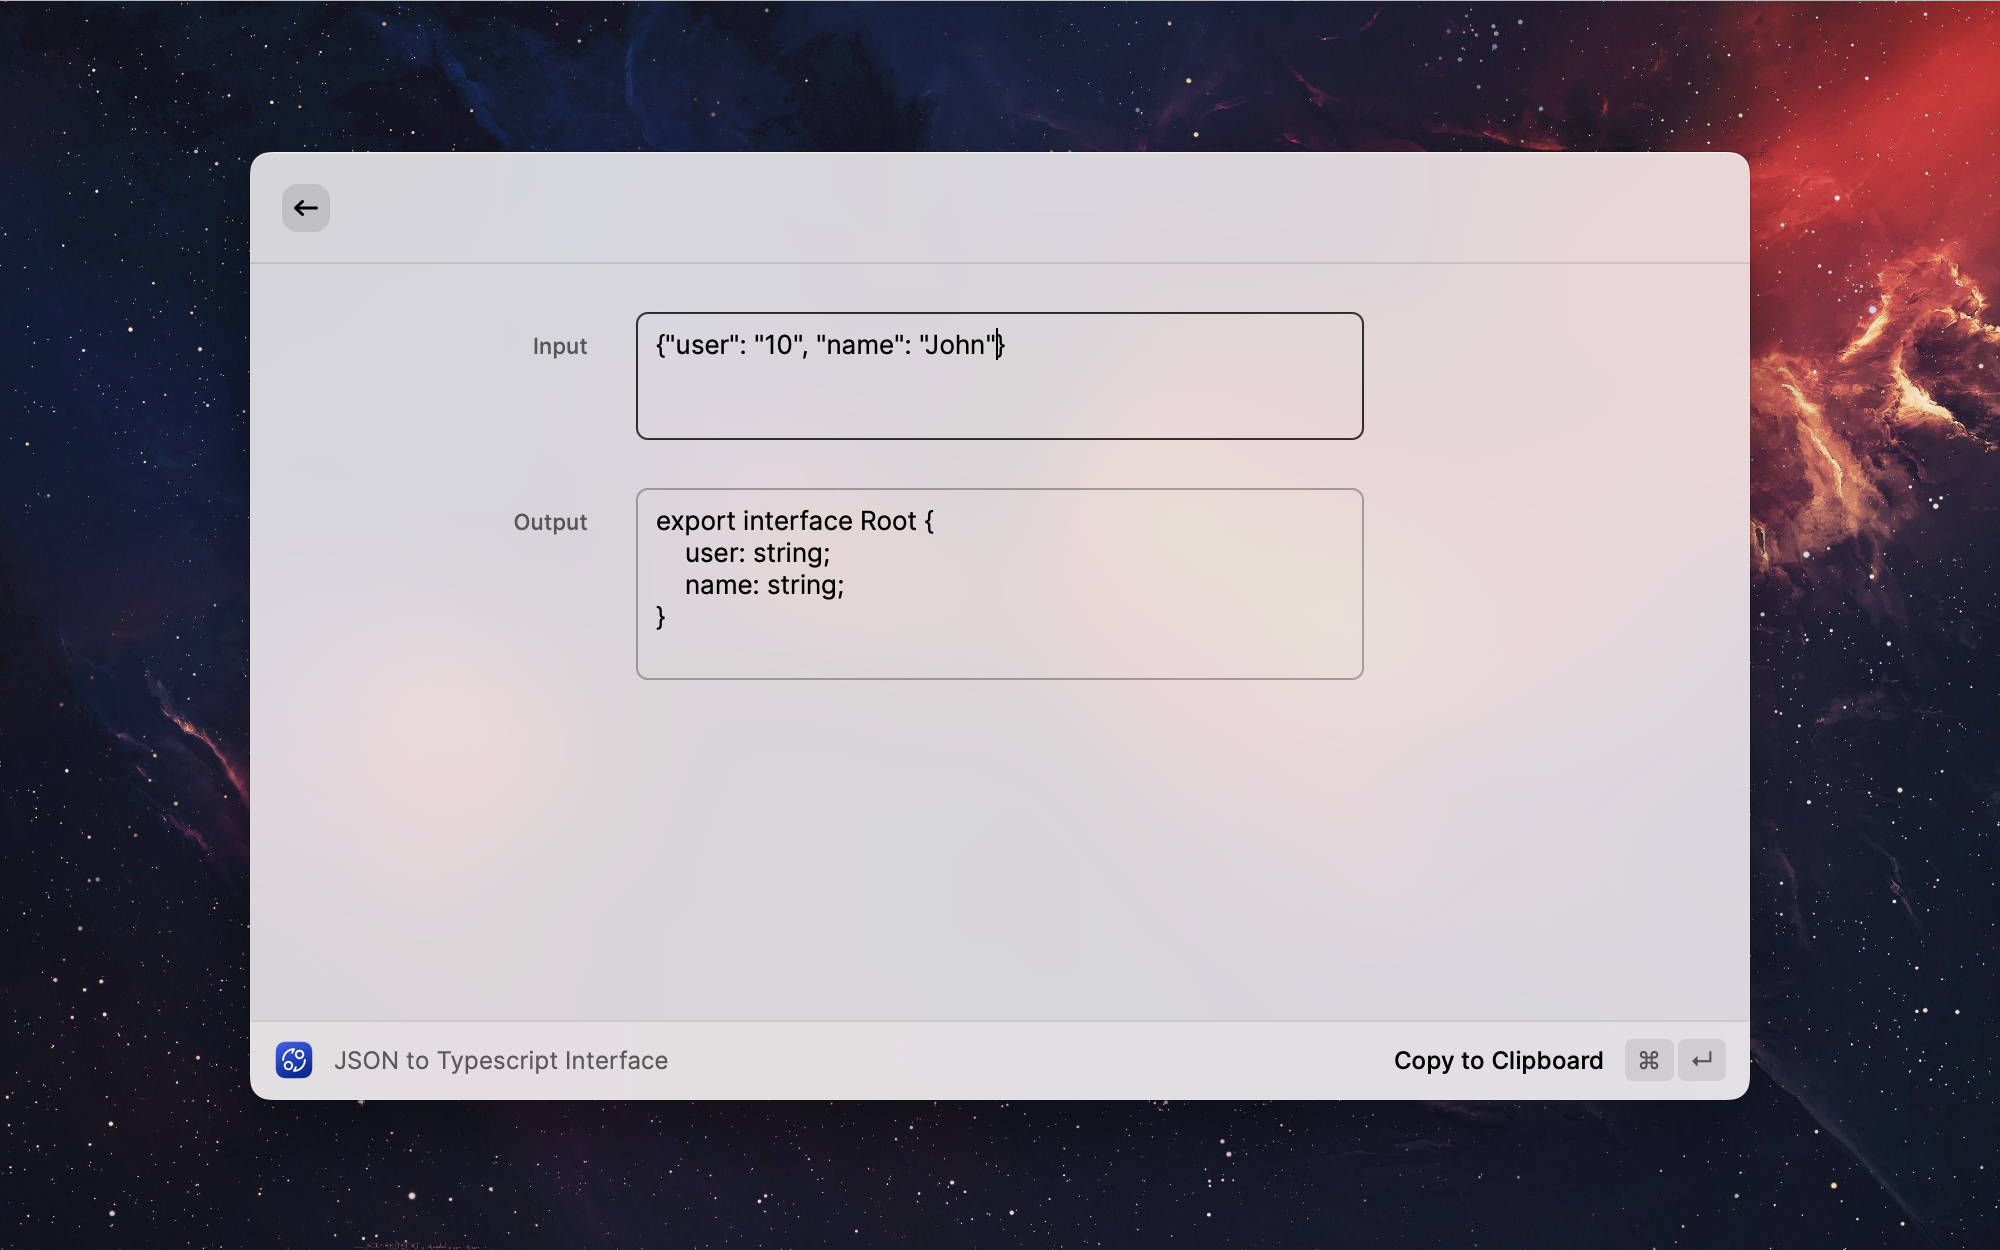 Input
{"user": "10", "name": "John"}
Output
export interface Root {
    user: string;
    name: string;
}
JSON to Typescript Interface
Copy to Clipboard ⌘ ↵